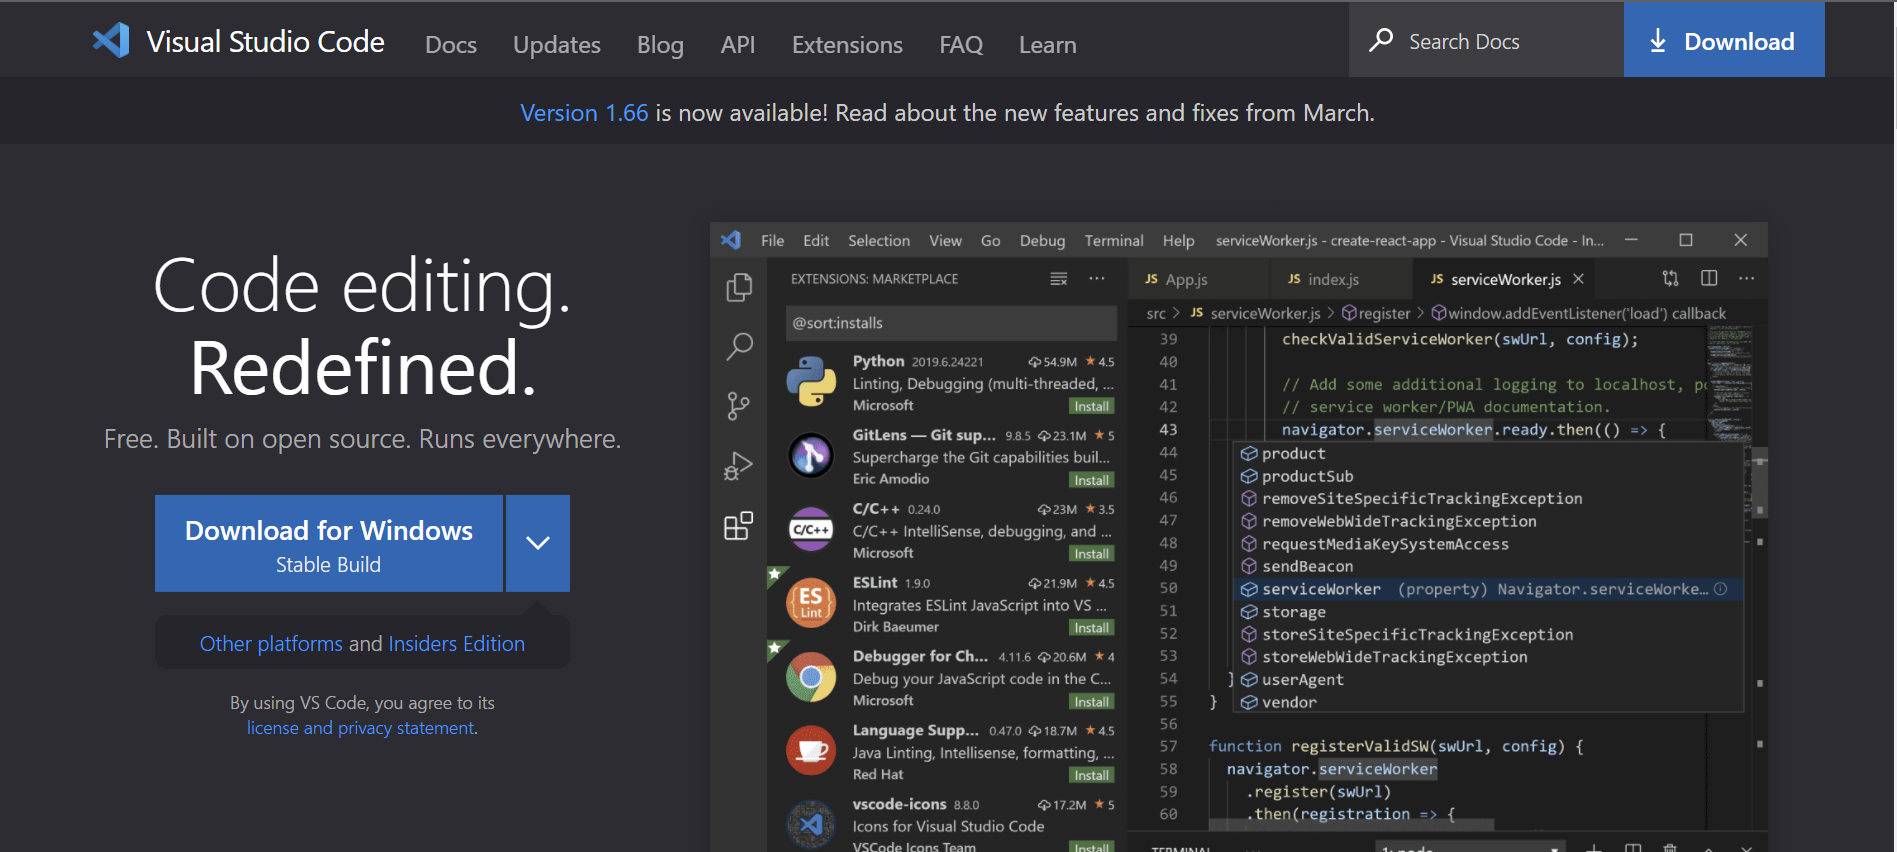 Visual Studio Code Docs Updates Blog API Extensions FAQ Learn Search Docs Download
Version 1.66 is now available! Read about the new features and fixes from March.
Code editing.
Redefined.
Free. Built on open source. Runs everywhere.
Download for Windows
Stable Build
Other platforms and Insiders Edition
By using VS Code, you agree to its
license and privacy statement.
File Edit Selection View Go Debug Terminal Help serviceWorker.js - create-react-app - Visual Studio Code - In...
EXTENSIONS: MARKETPLACE
@sort:installs
Python 2019.6.24221 54.9M 4.5
Linting, Debugging (multi-threaded, ...
Microsoft Install
GitLens — Git sup... 9.8.5 23.1M 5
Supercharge the Git capabilities buil...
Eric Amodio Install
C/C++
C/C++ 0.24.0 23M 3.5
C/C++ IntelliSense, debugging, and ...
Microsoft Install
ES
Lint
ESLint 1.9.0 21.9M 4.5
Integrates ESLint JavaScript into VS ...
Dirk Baeumer Install
Debugger for Ch... 4.11.6 20.6M 4
Debug your JavaScript code in the C...
Microsoft Install
Language Supp... 0.47.0 18.7M 4.5
Java Linting, Intellisense, formatting, ...
Red Hat Install
vscode-icons 8.8.0 17.2M 5
Icons for Visual Studio Code
VSCode Icons Team Install
JS App.js JS index.js JS serviceWorker.js
src > JS serviceWorker.js > register > window.addEventListener('load') callback
39 checkValidServiceWorker(swUrl, config);
40
41 // Add some additional logging to localhost, po
42 // service worker/PWA documentation.
43 navigator.serviceWorker.ready.then(() => {
44 product
45 productSub
46 removeSiteSpecificTrackingException
47 removeWebWideTrackingException
48 requestMediaKeySystemAccess
49 sendBeacon
50 serviceWorker (property) Navigator.serviceWorke...
51 storage
52 storeSiteSpecificTrackingException
53 storeWebWideTrackingException
54 } userAgent
55 } vendor
56
57 function registerValidSW(swUrl, config) {
58 navigator.serviceWorker
59 .register(swUrl)
60 .then(registration => {
TERMINAL 1: node